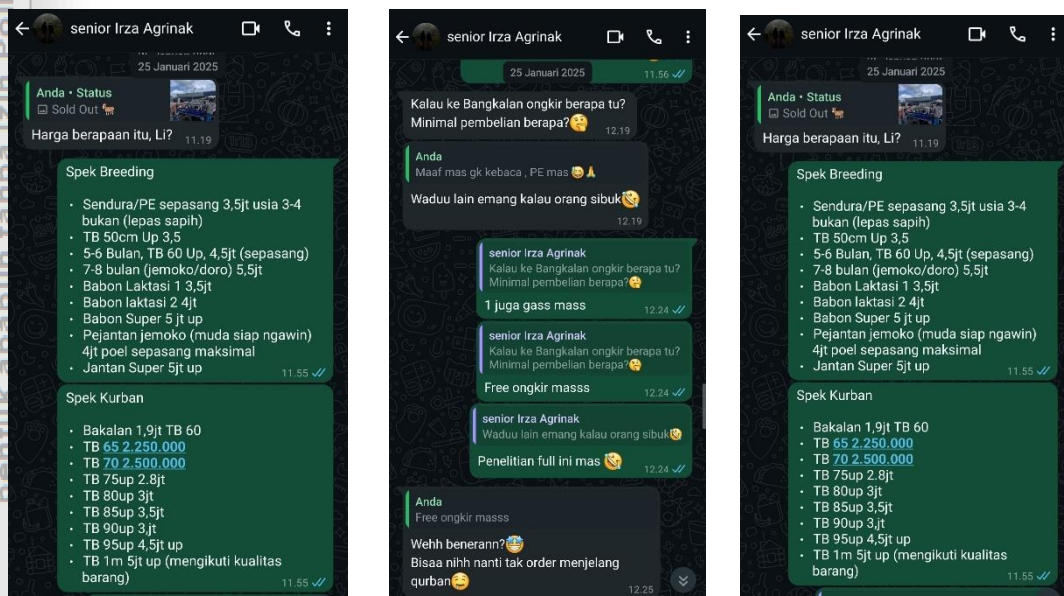 senior Irza Agrinak
25 Januari 2025
Anda • Status
Sold Out 🐂
Harga berapaan itu, Li?
11.19
Spek Breeding
• Sendura/PE sepasang 3,5jt usia 3-4
bukan (lepas sapih)
• TB 50cm Up 3,5
• 5-6 Bulan, TB 60 Up, 4,5jt (sepasang)
• 7-8 bulan (jemoko/doro) 5,5jt
• Babon Laktasi 1 3,5jt
• Babon laktasi 2 4jt
• Babon Super 5 jt up
• Pejantan jemoko (muda siap ngawin)
4jt poel sepasang maksimal
• Jantan Super 5jt up
11.55
Spek Kurban
• Bakalan 1,9jt TB 60
• TB 65 2.250.000
• TB 70 2.500.000
• TB 75up 2.8jt
• TB 80up 3jt
• TB 85up 3,5jt
• TB 90up 3,jt
• TB 95up 4,5jt up
• TB 1m 5jt up (mengikuti kualitas
barang)
11.55
senior Irza Agrinak
25 Januari 2025
11.56
Kalau ke Bangkalan ongkir berapa tu?
Minimal pembelian berapa?🤔
12.19
Anda
Maaf mas gk kebaca , PE mas 😅🙏
Waduu lain emang kalau orang sibuk🤣
12.19
senior Irza Agrinak
Kalau ke Bangkalan ongkir berapa tu?
Minimal pembelian berapa?🤔
1 juga gass mass
12.24
senior Irza Agrinak
Kalau ke Bangkalan ongkir berapa tu?
Minimal pembelian berapa?🤔
Free ongkir masss
12.24
senior Irza Agrinak
Waduu lain emang kalau orang sibuk🤣
Penelitian full ini mas 🤣
12.24
Anda
Free ongkir masss
Wehh benerann?🤩
Bisaa nihh nanti tak order menjelang
qurban🤤
12.25
senior Irza Agrinak
25 Januari 2025
Anda • Status
Sold Out 🐂
Harga berapaan itu, Li?
11.19
Spek Breeding
• Sendura/PE sepasang 3,5jt usia 3-4
bukan (lepas sapih)
• TB 50cm Up 3,5
• 5-6 Bulan, TB 60 Up, 4,5jt (sepasang)
• 7-8 bulan (jemoko/doro) 5,5jt
• Babon Laktasi 1 3,5jt
• Babon laktasi 2 4jt
• Babon Super 5 jt up
• Pejantan jemoko (muda siap ngawin)
4jt poel sepasang maksimal
• Jantan Super 5jt up
11.55
Spek Kurban
• Bakalan 1,9jt TB 60
• TB 65 2.250.000
• TB 70 2.500.000
• TB 75up 2.8jt
• TB 80up 3jt
• TB 85up 3,5jt
• TB 90up 3,jt
• TB 95up 4,5jt up
• TB 1m 5jt up (mengikuti kualitas
barang)
11.55